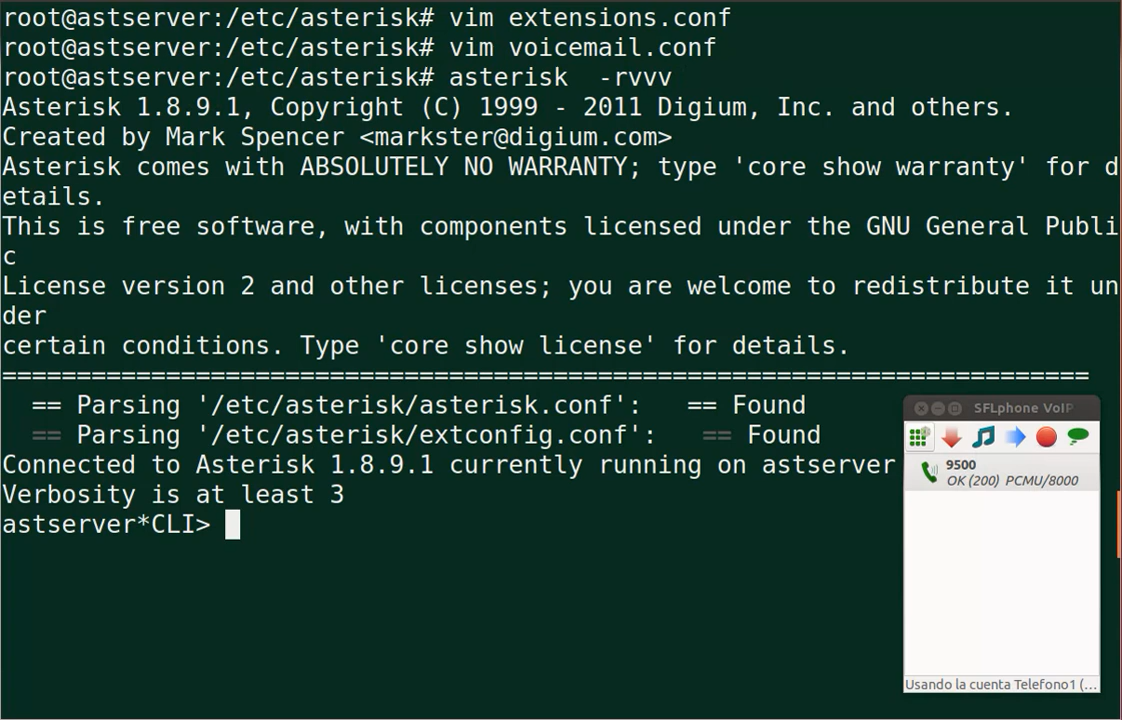 root@astserver:/etc/asterisk# vim extensions.conf
root@astserver:/etc/asterisk# vim voicemail.conf
root@astserver:/etc/asterisk# asterisk  -rvvv
Asterisk 1.8.9.1, Copyright (C) 1999 - 2011 Digium, Inc. and others.
Created by Mark Spencer <markster@digium.com>
Asterisk comes with ABSOLUTELY NO WARRANTY; type 'core show warranty' for d
etails.
This is free software, with components licensed under the GNU General Publi
c
License version 2 and other licenses; you are welcome to redistribute it un
der
certain conditions. Type 'core show license' for details.
=========================================================================
  == Parsing '/etc/asterisk/asterisk.conf':   == Found
  == Parsing '/etc/asterisk/extconfig.conf':   == Found
Connected to Asterisk 1.8.9.1 currently running on astserver
Verbosity is at least 3
astserver*CLI>
SFLphone VoIP
9500
OK (200)  PCMU/8000
Usando la cuenta Telefono1 (...